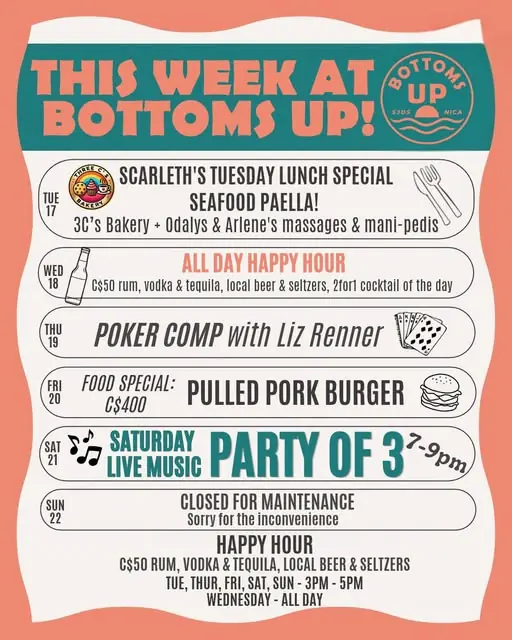 THIS WEEK AT
BOTTOMS UP!
BOTTOMS
UP
SJDS NICA
TUE
17
THREE C'S
BAKERY
SCARLETH'S TUESDAY LUNCH SPECIAL
SEAFOOD PAELLA!
3C's Bakery + Odalys & Arlene's massages & mani-pedis
WED
18
ALL DAY HAPPY HOUR
C$50 rum, vodka & tequila, local beer & seltzers, 2fort cocktail of the day
THU
19
POKER COMP with Liz Renner
FRI
20
FOOD SPECIAL:
C$400
PULLED PORK BURGER
SAT
21
SATURDAY
LIVE MUSIC
PARTY OF 3
7-9pm
SUN
22
CLOSED FOR MAINTENANCE
Sorry for the inconvenience
HAPPY HOUR
C$50 RUM, VODKA & TEQUILA, LOCAL BEER & SELTZERS
TUE, THUR, FRI, SAT, SUN - 3PM - 5PM
WEDNESDAY - ALL DAY